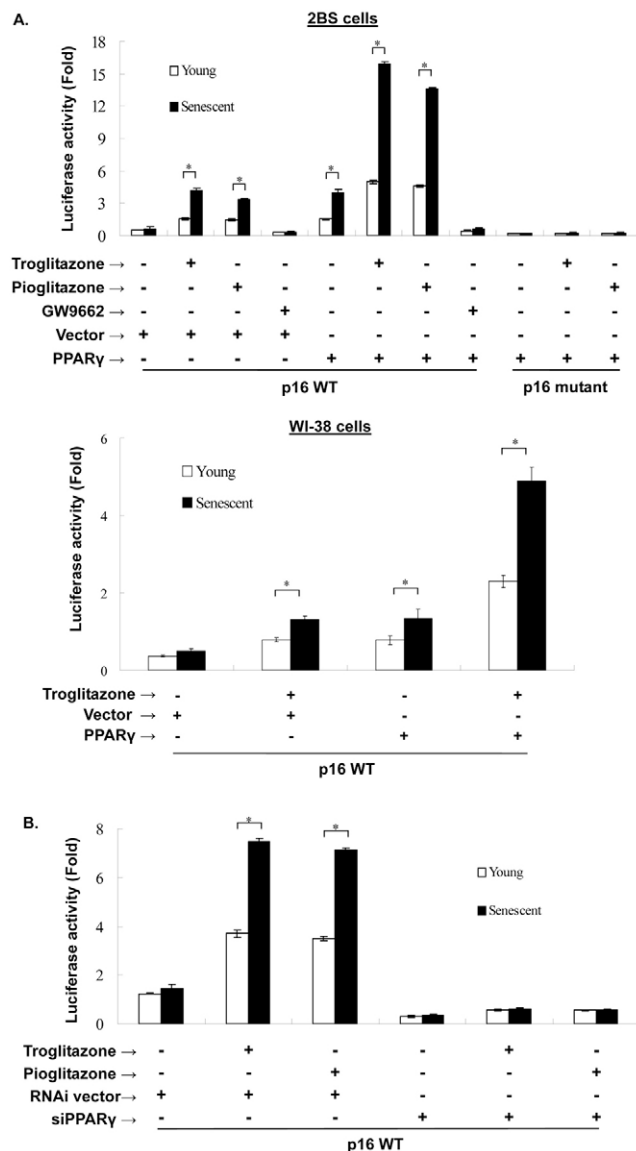 A.
2BS cells
Luciferase activity (Fold)
18
15
12
9
6
3
0
Young
Senescent
* * * * *
Troglitazone → - + - - - + - - - + -
Pioglitazone → - - + - - - + - - - +
GW9662 → - - - + - - - + - - -
Vector → + + + + - - - - - - -
PPARγ → - - - - + + + + + + +
p16 WT p16 mutant
WI-38 cells
Luciferase activity (Fold)
6
4
2
0
Young
Senescent
* * *
Troglitazone → - + - +
Vector → + + - -
PPARγ → - - + +
p16 WT
B.
Luciferase activity (Fold)
8
6
4
2
0
Young
Senescent
* *
Troglitazone → - + - - + -
Pioglitazone → - - + - - +
RNAi vector → + + + - - -
siPPARγ → - - - + + +
p16 WT